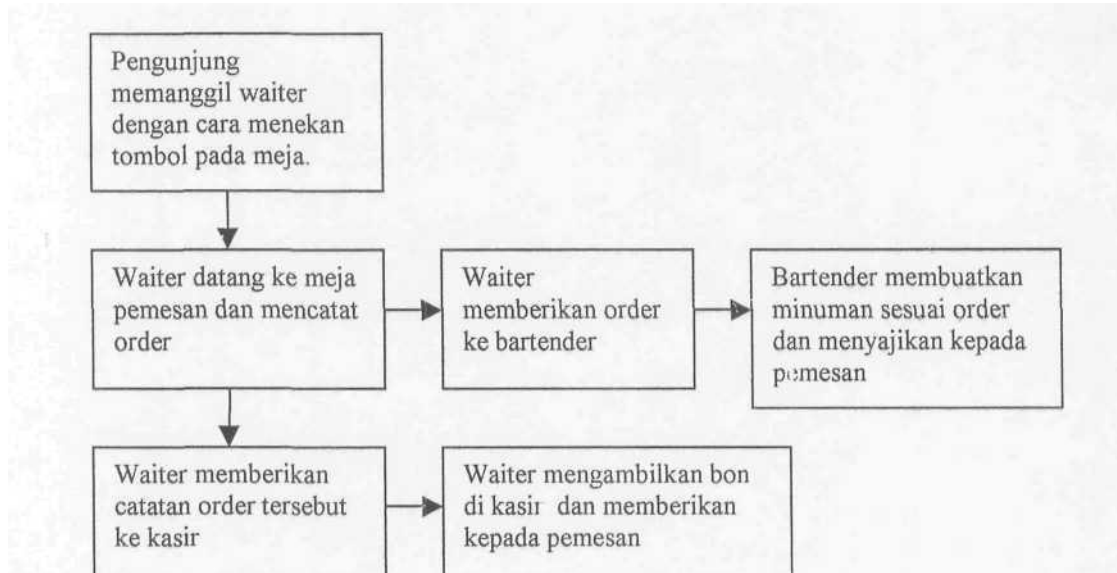 Pengunjung
memanggil waiter
dengan cara menekan
tombol pada meja.
Waiter datang ke meja
pemesan dan mencatat
order
Waiter
memberikan order
ke bartender
Bartender membuatkan
minuman sesuai order
dan menyajikan kepada
pemesan
Waiter memberikan
catatan order tersebut
ke kasir
Waiter mengambilkan bon
di kasir dan memberikan
kepada pemesan